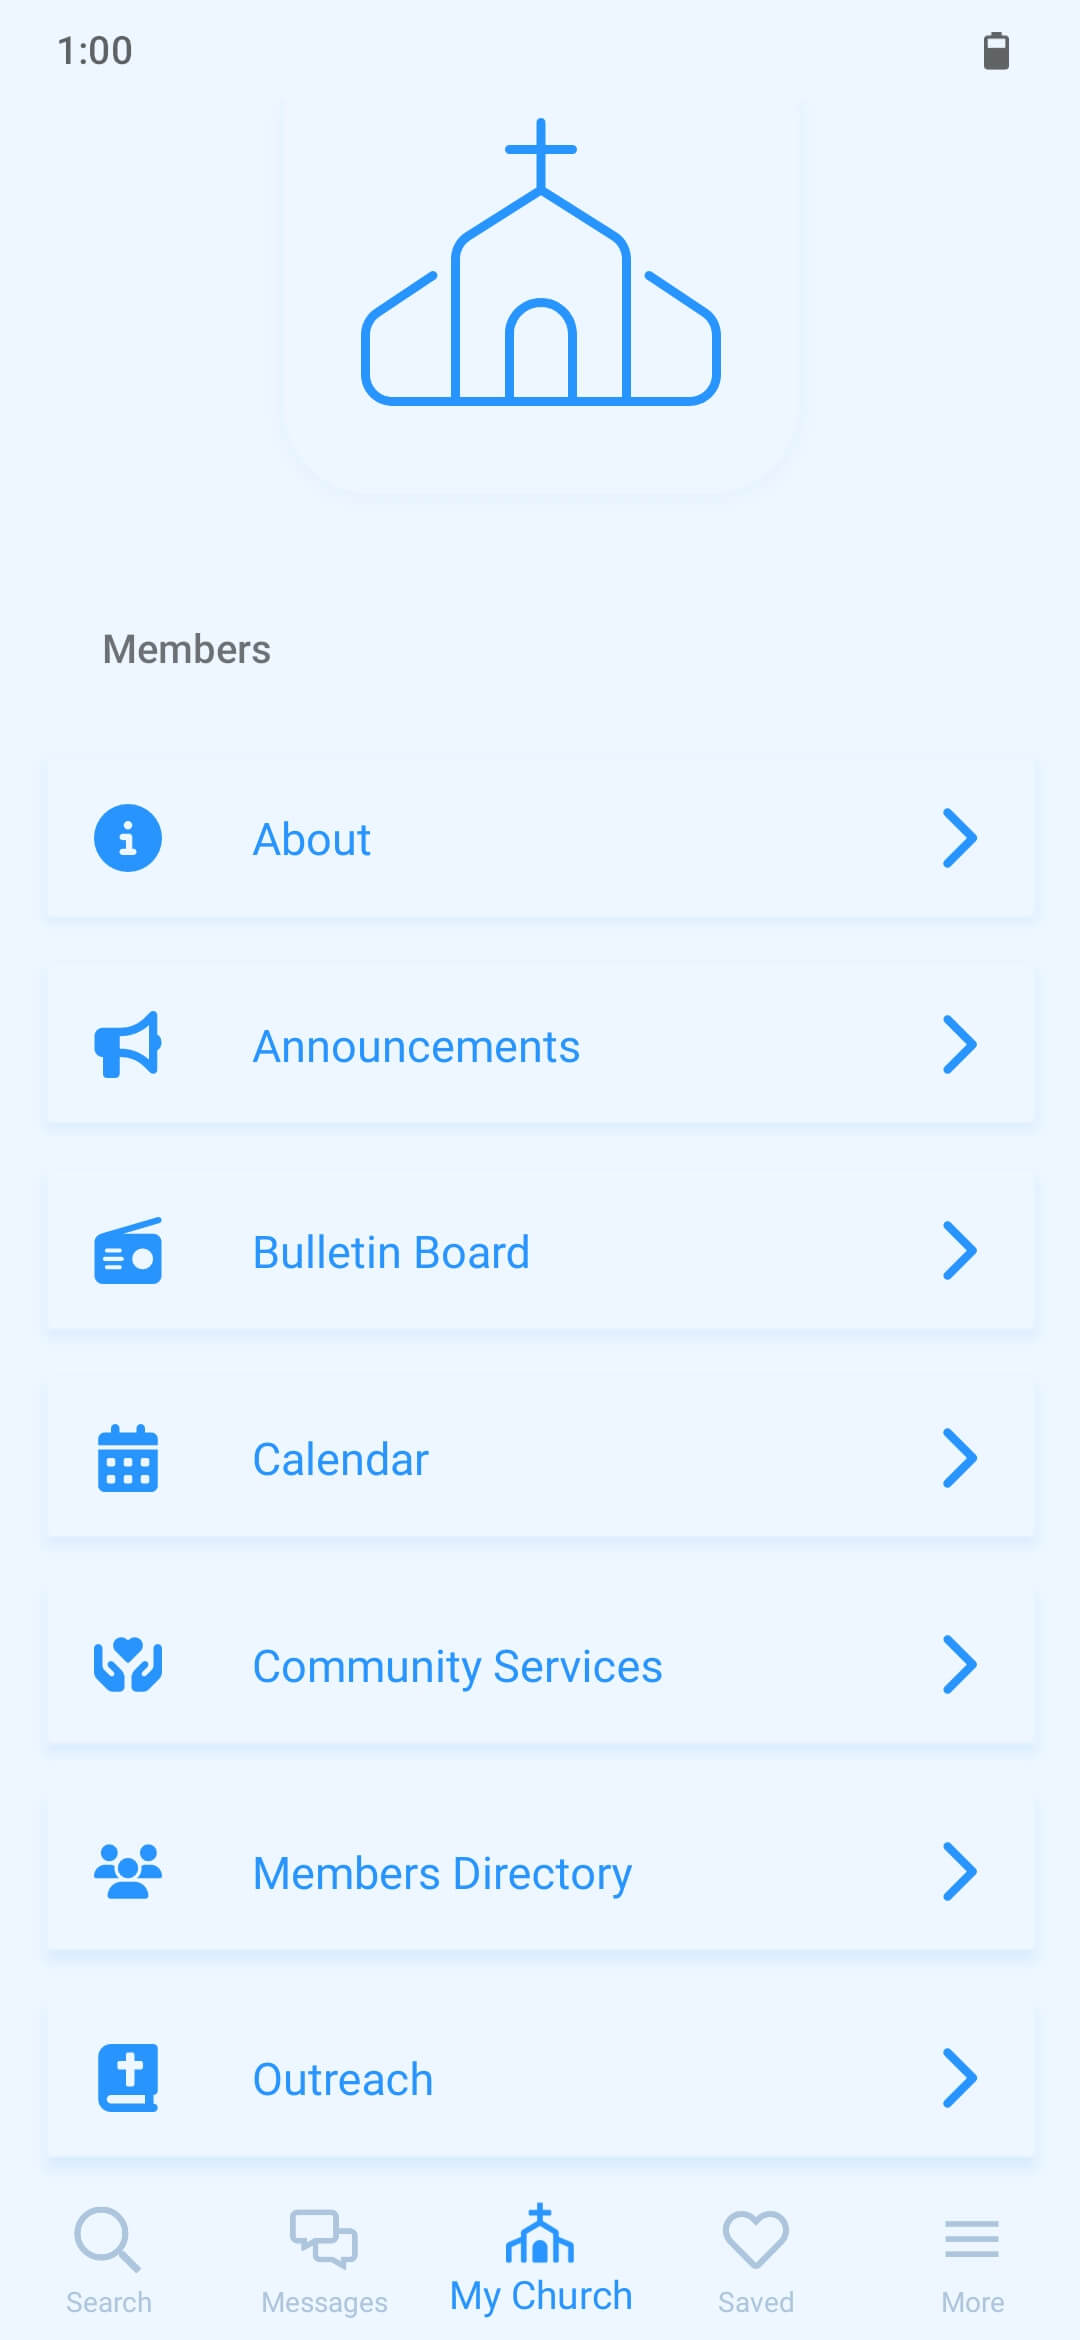 1:00
Members
About
Announcements
Bulletin Board
Calendar
Community Services
Members Directory
Outreach
Search
Messages
My Church
Saved
More